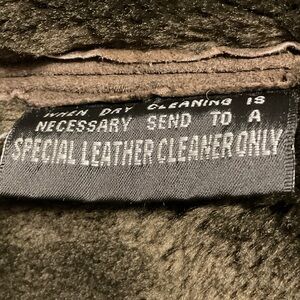 WHEN DRY CLEANING IS
NECESSARY SEND TO A
SPECIAL LEATHER CLEANER ONLY